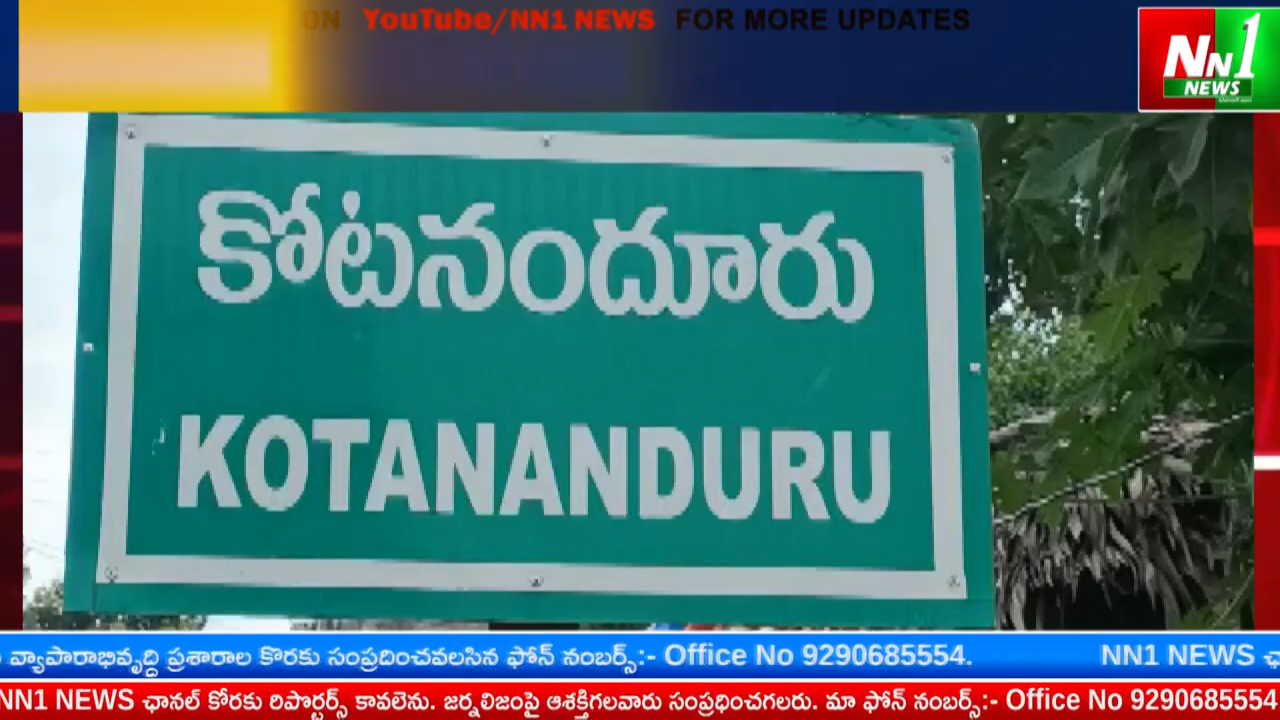 ON YouTube/NN1 NEWS FOR MORE UPDATES
NN1
NEWS
కోటనందూరు
KOTANANDURU
వ్యాపారాభివృద్ధి ప్రశారాల కొరకు సంప్రదించవలసిన ఫోన్ నంబర్స్:- Office No 9290685554. NN1 NEWS
NN1 NEWS ఛానల్ కోరకు రిపోర్టర్స్ కావలెను. జర్నలిజంపై ఆశక్తిగలవారు సంప్రధించగలరు. మా ఫోన్ నంబర్స్:- Office No 9290685554